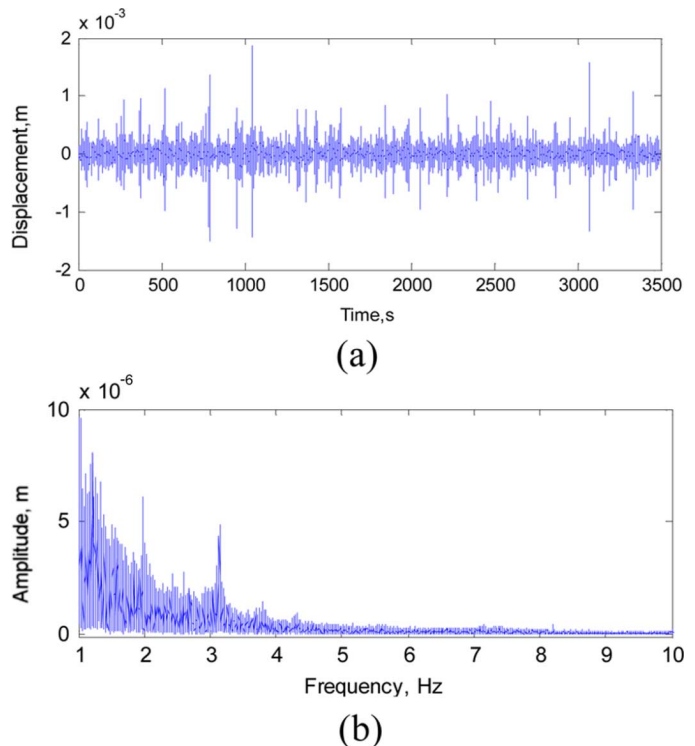 x 10⁻³
2
1
0
-1
-2
Displacement,m
0 500 1000 1500 2000 2500 3000 3500
Time,s
(a)
x 10⁻⁶
10
5
0
Amplitude, m
1 2 3 4 5 6 7 8 9 10
Frequency, Hz
(b)